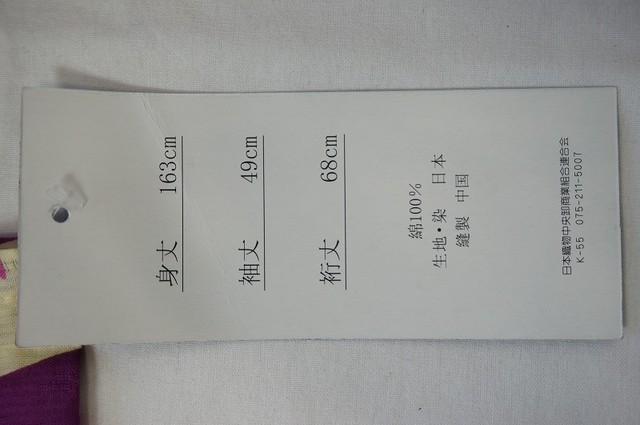 身丈 163cm
袖丈 49cm
裄丈 68cm
綿100%
生地・染 日本
縫製 中国
日本織物中央卸商業組合連合会
K-55 075-211-5007